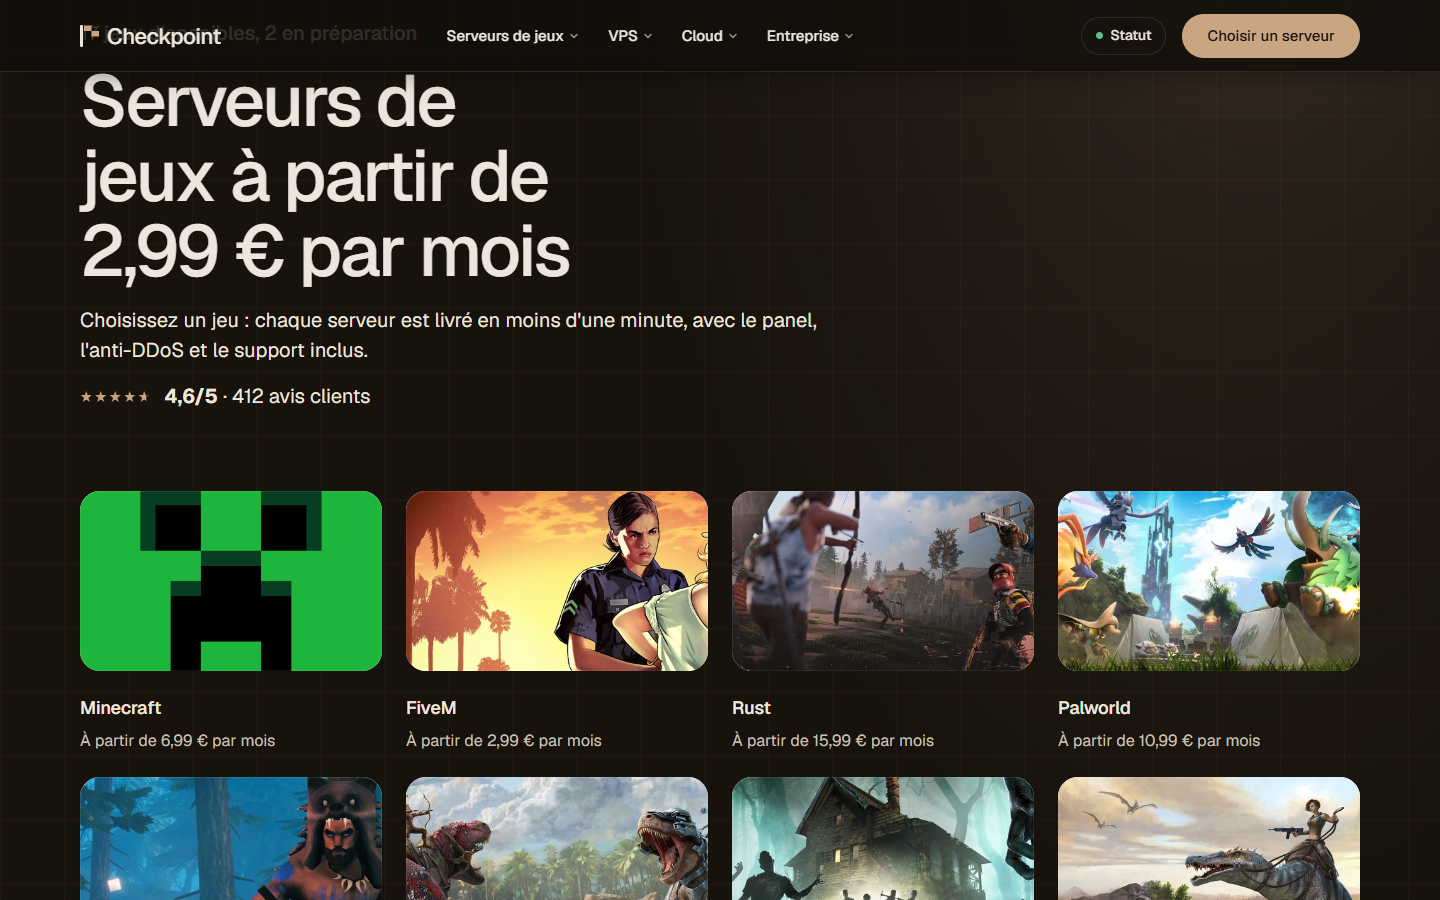 Checkpoint
bles, 2 en préparation
Serveurs de jeux
VPS
Cloud
Entreprise
Statut
Choisir un serveur
Serveurs de
jeux à partir de
2,99 € par mois
Choisissez un jeu : chaque serveur est livré en moins d'une minute, avec le panel,
l'anti-DDoS et le support inclus.
4,6/5 · 412 avis clients
Minecraft
À partir de 6,99 € par mois
FiveM
À partir de 2,99 € par mois
Rust
À partir de 15,99 € par mois
Palworld
À partir de 10,99 € par mois